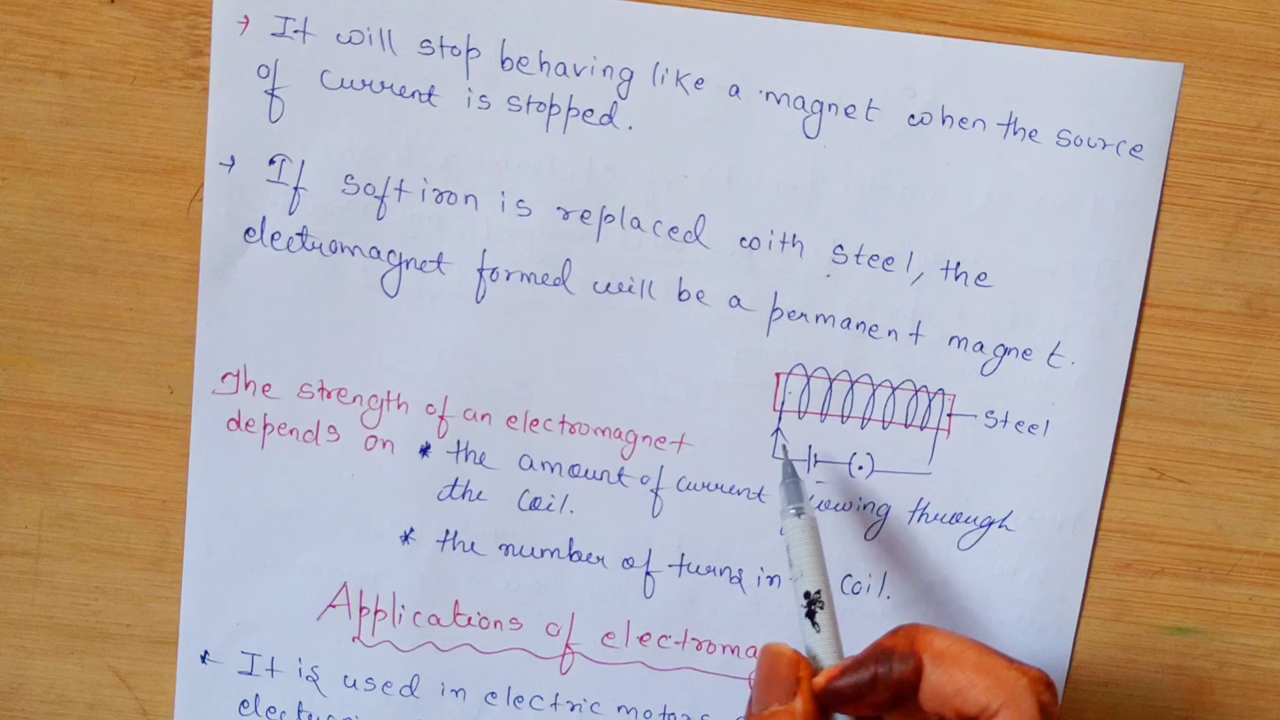 → It will stop behaving like a magnet when the source
of current is stopped.
→ If soft iron is replaced with steel, the
electromagnet formed will be a permanent magnet.
Steel
The strength of an electromagnet
depends on * the amount of current flowing through
the coil.
* the number of turns in coil.
Applications of
* It is used in electric motors